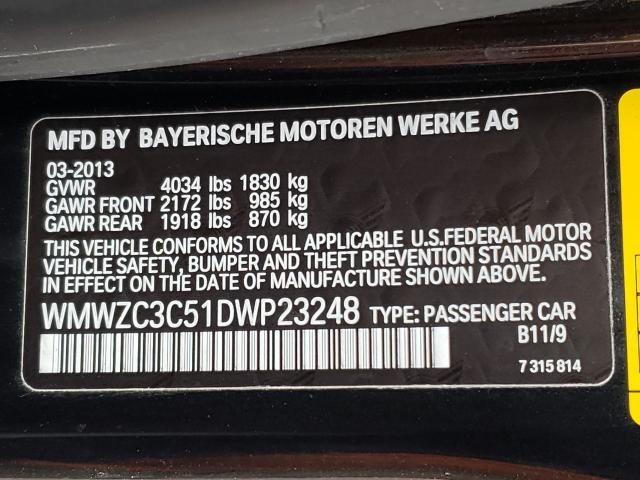 MFD BY BAYERISCHE MOTOREN WERKE AG
03-2013
GVWR 4034 lbs 1830 kg
GAWR FRONT 2172 lbs 985 kg
GAWR REAR 1918 lbs 870 kg
THIS VEHICLE CONFORMS TO ALL APPLICABLE U.S.FEDERAL MOTOR
VEHICLE SAFETY, BUMPER AND THEFT PREVENTION STANDARDS
IN EFFECT ON THE DATE OF MANUFACTURE SHOWN ABOVE.
WMWZC3C51DWP23248 TYPE: PASSENGER CAR
B11/9
7 315 814